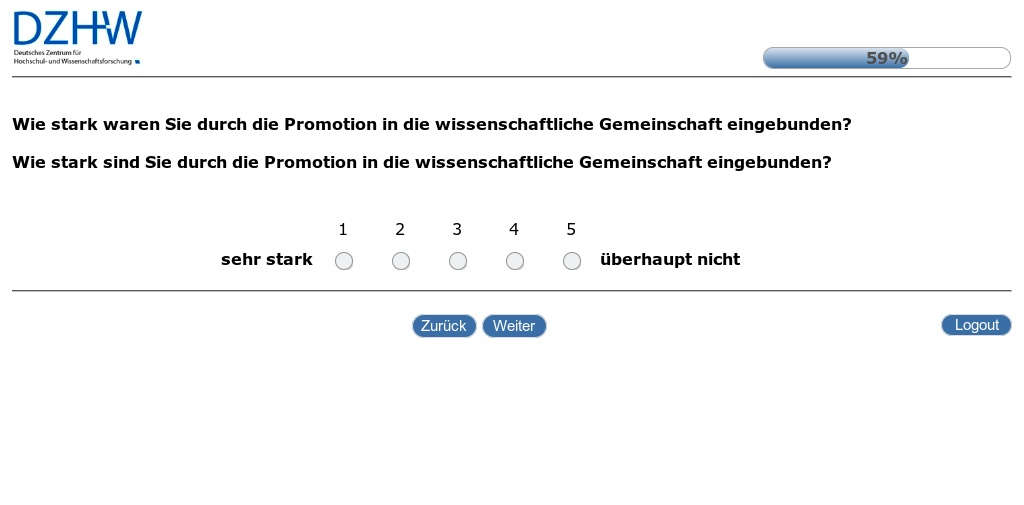 DZHW
Deutsches Zentrum für
Hochschul- und Wissenschaftsforschung
59%
Wie stark waren Sie durch die Promotion in die wissenschaftliche Gemeinschaft eingebunden?
Wie stark sind Sie durch die Promotion in die wissenschaftliche Gemeinschaft eingebunden?
1 2 3 4 5
sehr stark überhaupt nicht
Zurück Weiter Logout